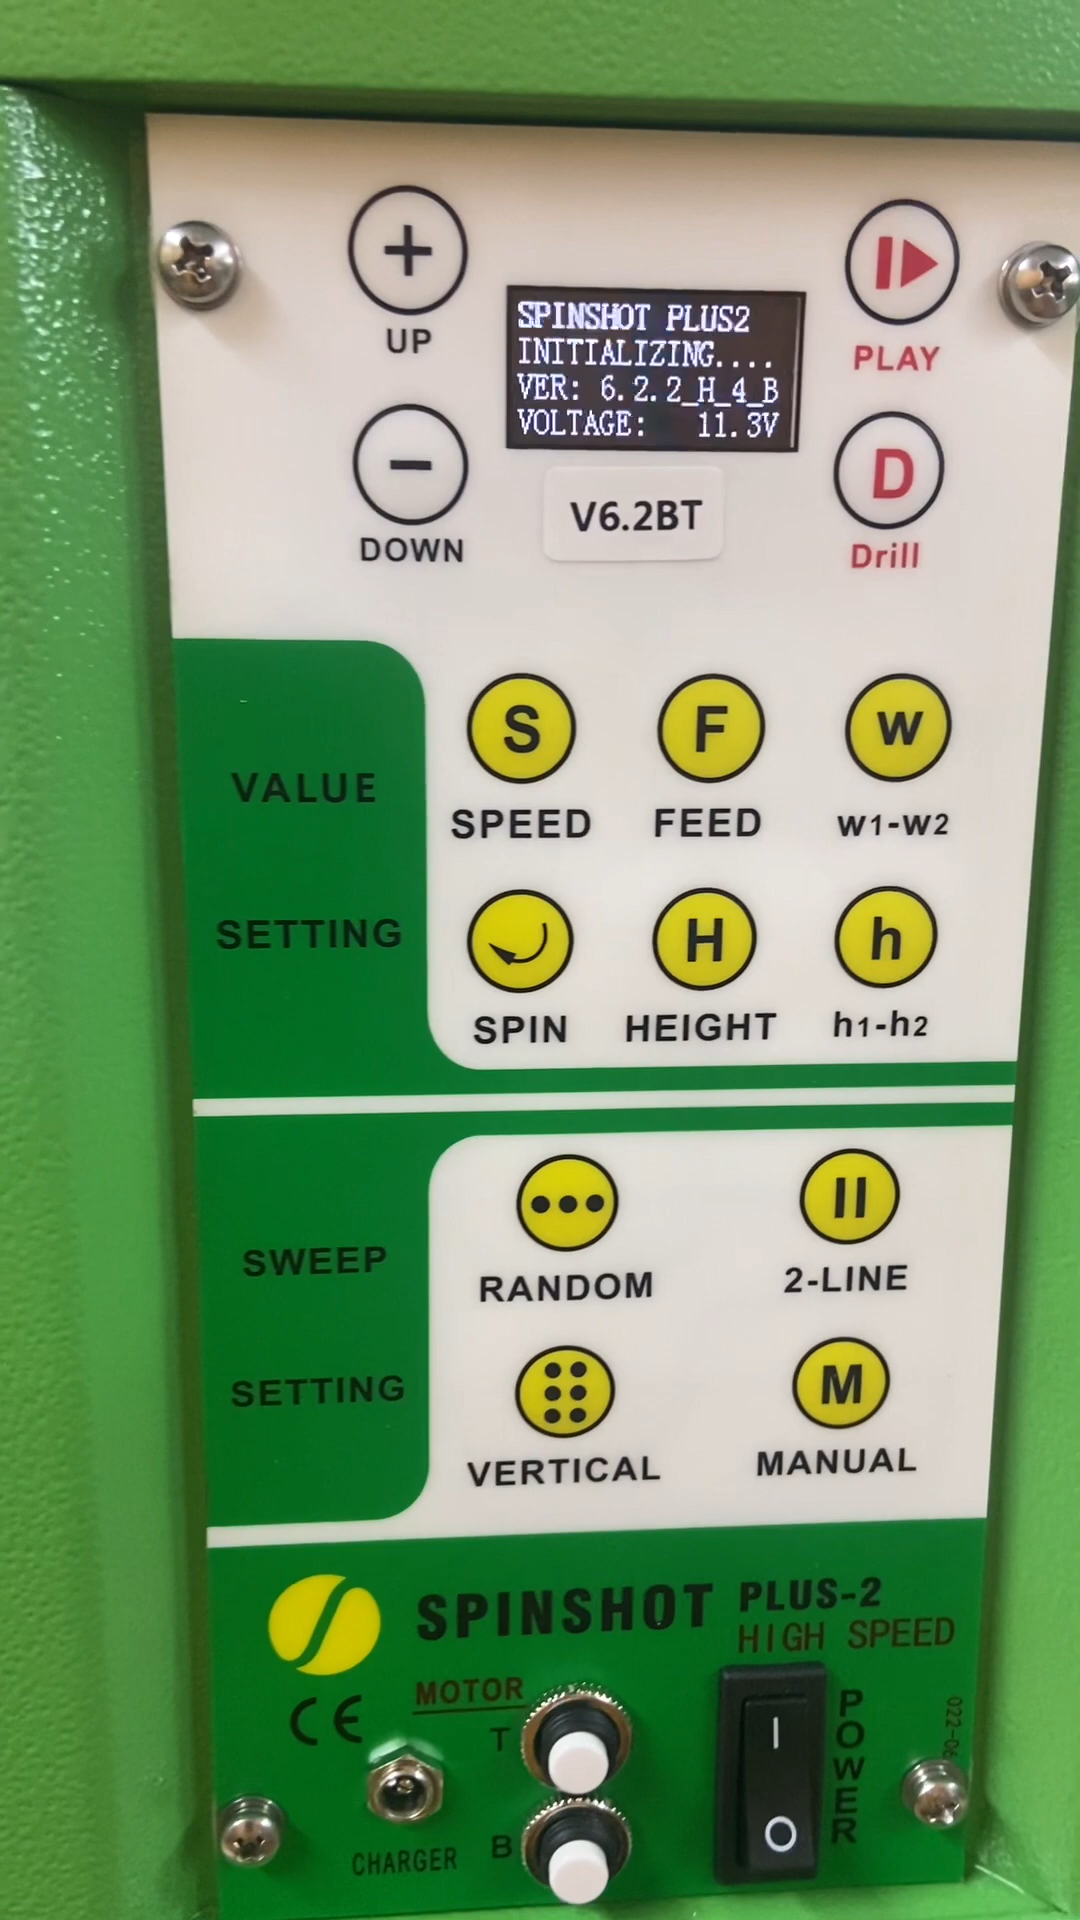 UP
SPINSHOT PLUS2
INITIALIZING....
VER: 6.2.2_H_4_B
VOLTAGE: 11.3V
PLAY
DOWN
V6.2BT
D
Drill
VALUE
SETTING
S
F
w
SPEED
FEED
w1-w2
H
h
SPIN
HEIGHT
h1-h2
SWEEP
SETTING
RANDOM
2-LINE
M
VERTICAL
MANUAL
SPINSHOT PLUS-2
HIGH SPEED
CE
MOTOR
T
B
CHARGER
I
O
POWER